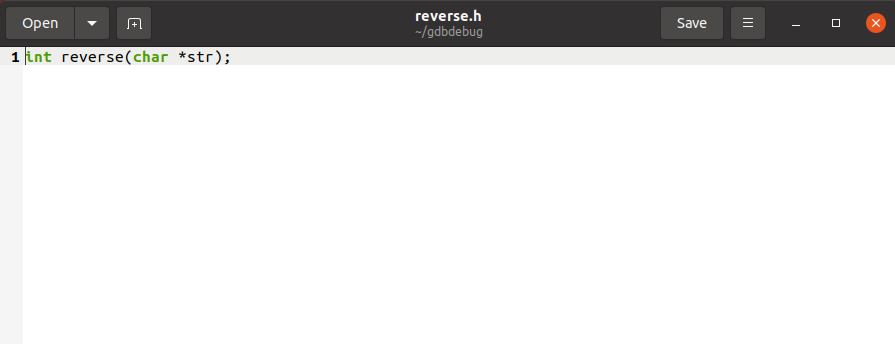 Open
reverse.h
~/gdbdebug
Save
1 int reverse(char *str);